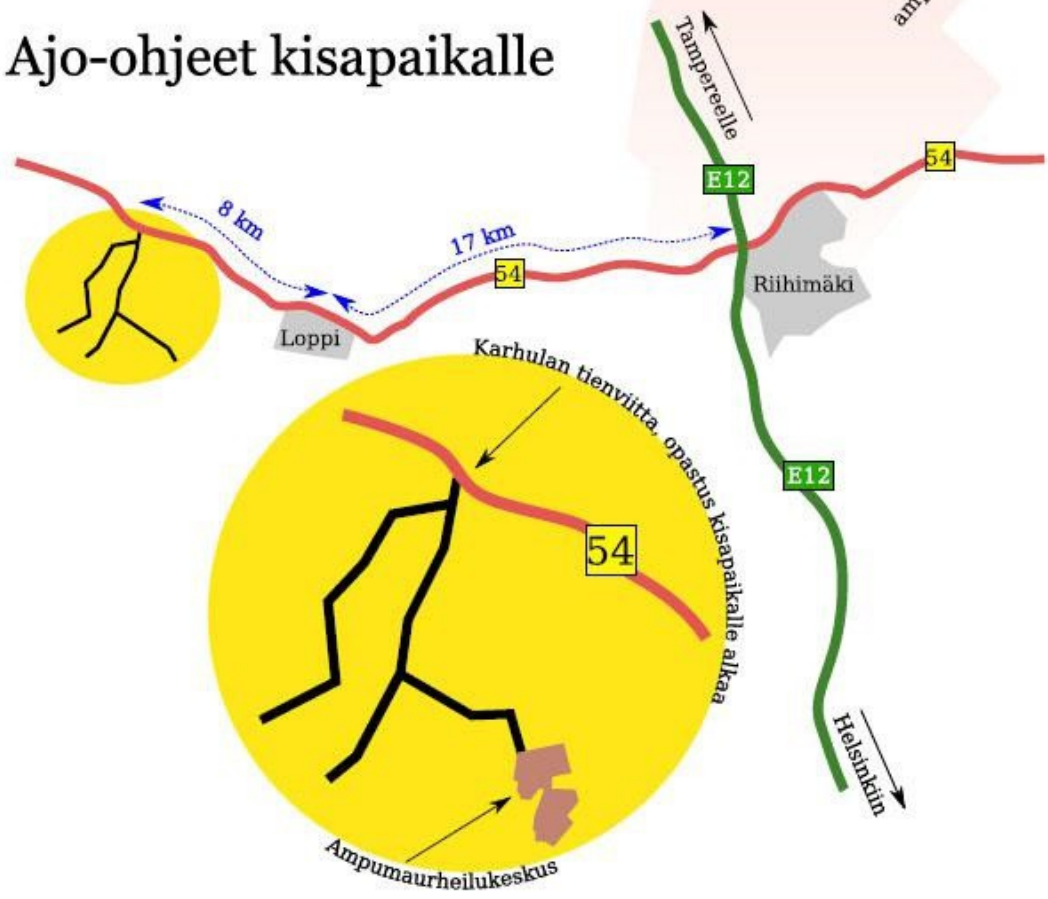 Ajo-ohjeet kisapaikalle
Tampereelle
E12
54
8 km
17 km
54
Riihimäki
Loppi
Karhulan tienviitta, opastus kisapaikalle alkaa
E12
54
Helsinkiin
Ampumaurheilukeskus